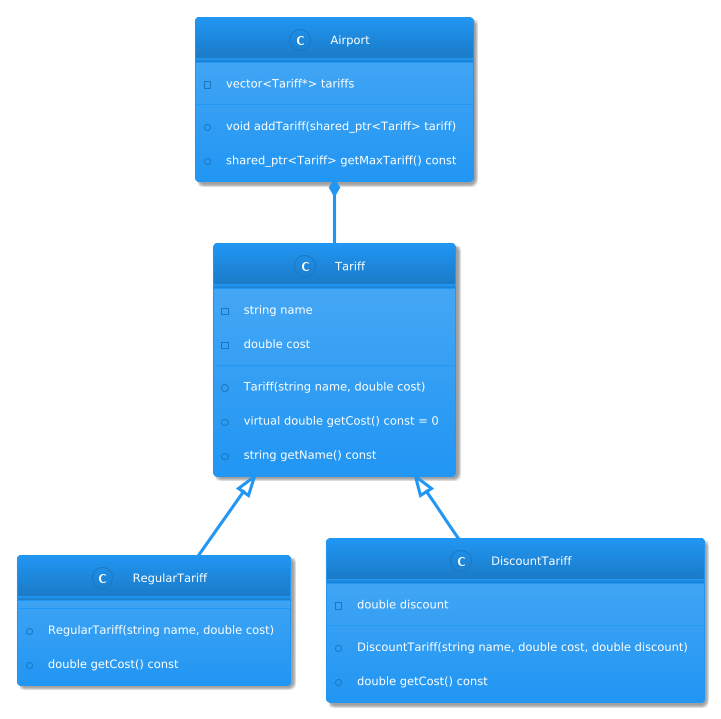 C Airport
vector<Tariff*> tariffs
void addTariff(shared_ptr<Tariff> tariff)
shared_ptr<Tariff> getMaxTariff() const
C Tariff
string name
double cost
Tariff(string name, double cost)
virtual double getCost() const = 0
string getName() const
C RegularTariff
RegularTariff(string name, double cost)
double getCost() const
C DiscountTariff
double discount
DiscountTariff(string name, double cost, double discount)
double getCost() const